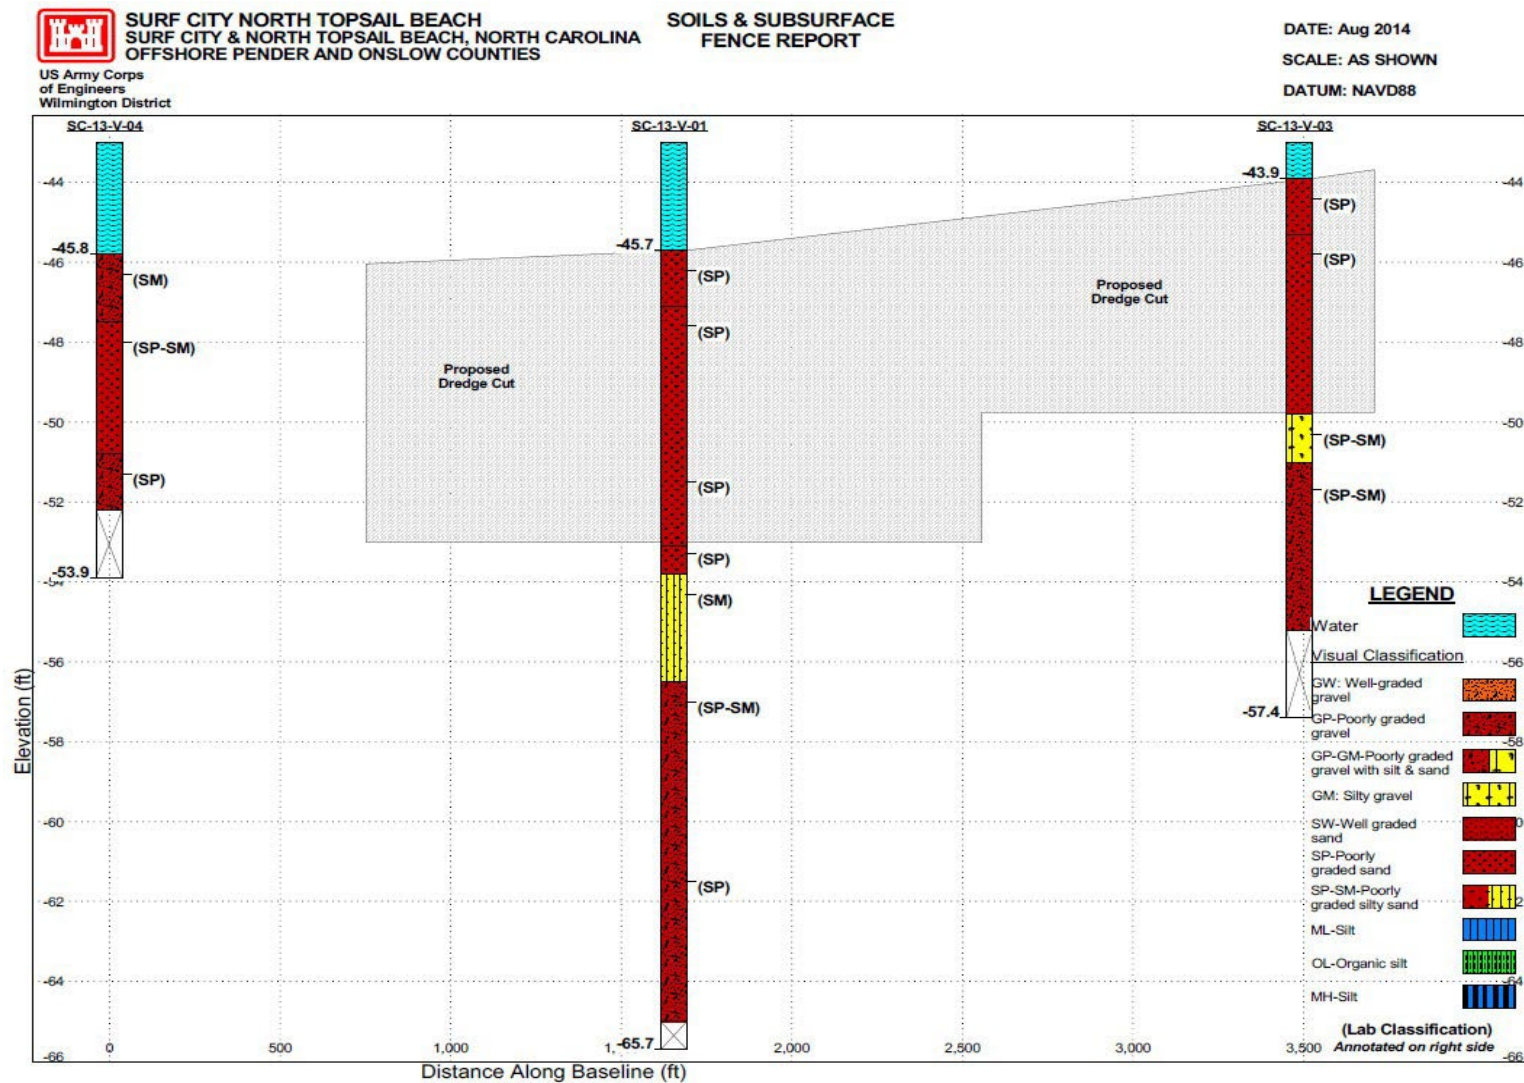 SURF CITY NORTH TOPSAIL BEACH
SURF CITY & NORTH TOPSAIL BEACH, NORTH CAROLINA
OFFSHORE PENDER AND ONSLOW COUNTIES
US Army Corps
of Engineers
Wilmington District
SOILS & SUBSURFACE
FENCE REPORT
DATE: Aug 2014
SCALE: AS SHOWN
DATUM: NAVD88
SC-13-V-04
SC-13-V-01
SC-13-V-03
-44
-43.9
-44
(SP)
-45.8
-45.7
-46
(SM)
(SP)
(SP)
-46
Proposed
Dredge Cut
-48
(SP-SM)
(SP)
-48
Proposed
Dredge Cut
-50
-50
(SP-SM)
(SP)
(SP)
(SP-SM)
-52
-52
(SP)
-53.9
-54
(SM)
-54
-56
-56
(SP-SM)
-57.4
-58
-58
-60
(SP)
-62
-64
-64
-65.7
-66
-66
Elevation (ft)
0
500
1,000
2,000
2,500
3,000
3,500
Distance Along Baseline (ft)
LEGEND
Water
Visual Classification
GW: Well-graded
gravel
GP-Poorly graded
gravel
GP-GM-Poorly graded
gravel with silt & sand
GM: Silty gravel
SW-Well graded
sand
SP-Poorly
graded sand
SP-SM-Poorly
graded silty sand
ML-Silt
OL-Organic silt
MH-Silt
(Lab Classification)
Annotated on right side